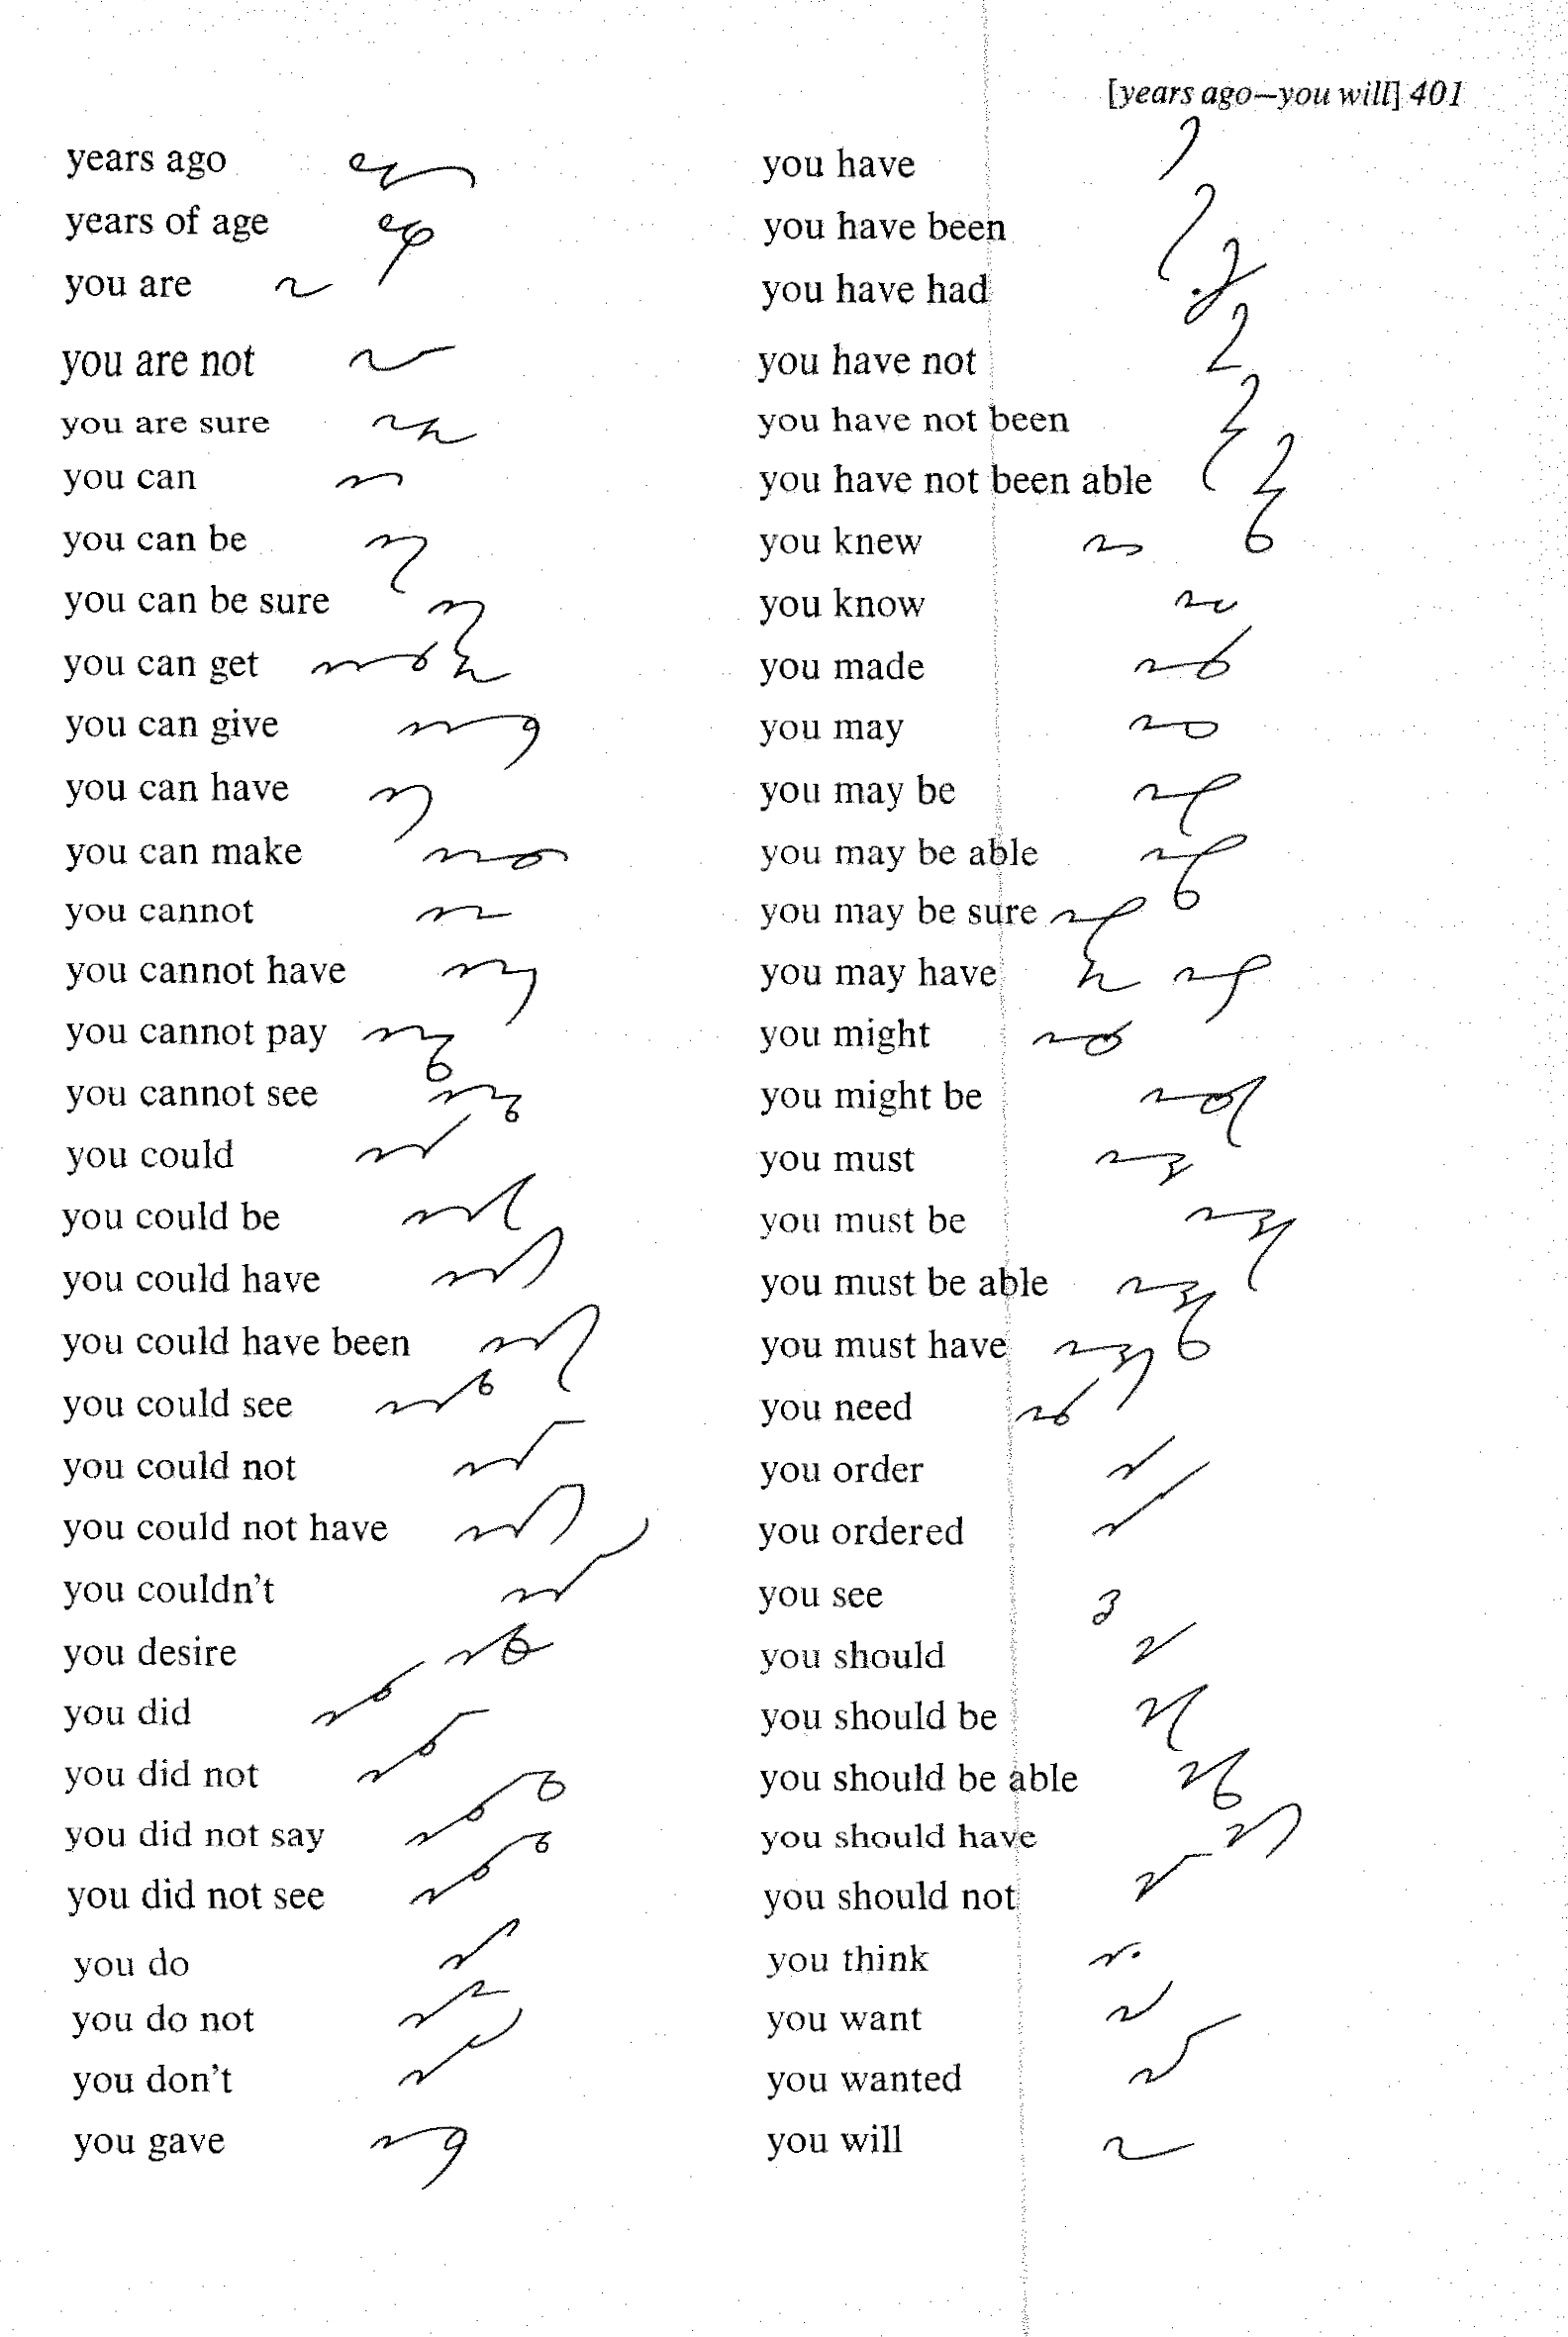 [years ago—you will] 401
years ago
years of age
you are
you are not
you are sure
you can
you can be
you can be sure
you can get
you can give
you can have
you can make
you cannot
you cannot have
you cannot pay
you cannot see
you could
you could be
you could have
you could have been
you could see
you could not
you could not have
you couldn't
you desire
you did
you did not
you did not say
you did not see
you do
you do not
you don't
you gave
you have
you have been
you have had
you have not
you have not been
you have not been able
you knew
you know
you made
you may
you may be
you may be able
you may be sure
you may have
you might
you might be
you must
you must be
you must be able
you must have
you need
you order
you ordered
you see
you should
you should be
you should be able
you should have
you should not
you think
you want
you wanted
you will